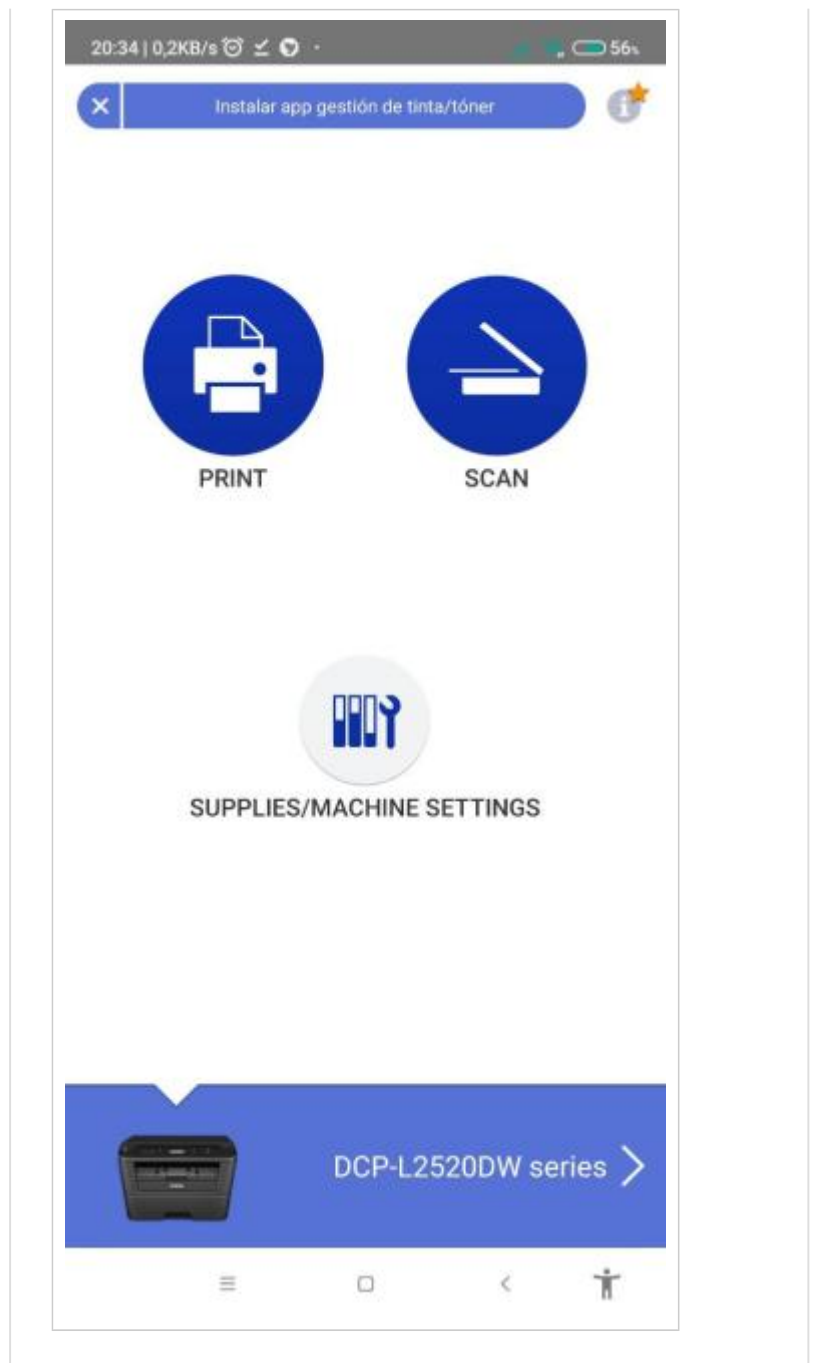 20:34 | 0,2KB/s
56%
Instalar app gestión de tinta/tóner
PRINT
SCAN
SUPPLIES/MACHINE SETTINGS
DCP-L2520DW series